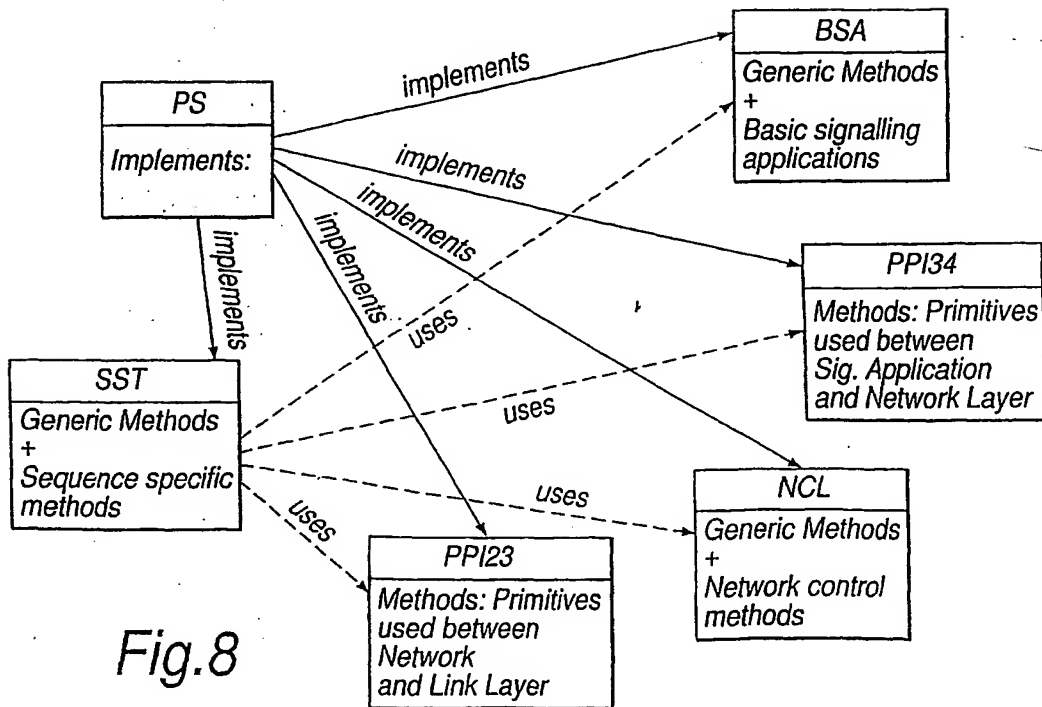 BSA
Generic Methods
+
Basic signalling
applications
implements
PS
Implements:
implements
implements
implements
implements
PPI34
Methods: Primitives
used between
Sig. Application
and Network Layer
uses
SST
Generic Methods
+
Sequence specific
methods
uses
uses
NCL
Generic Methods
+
Network control
methods
uses
PPI23
Methods: Primitives
used between
Network
and Link Layer
Fig.8